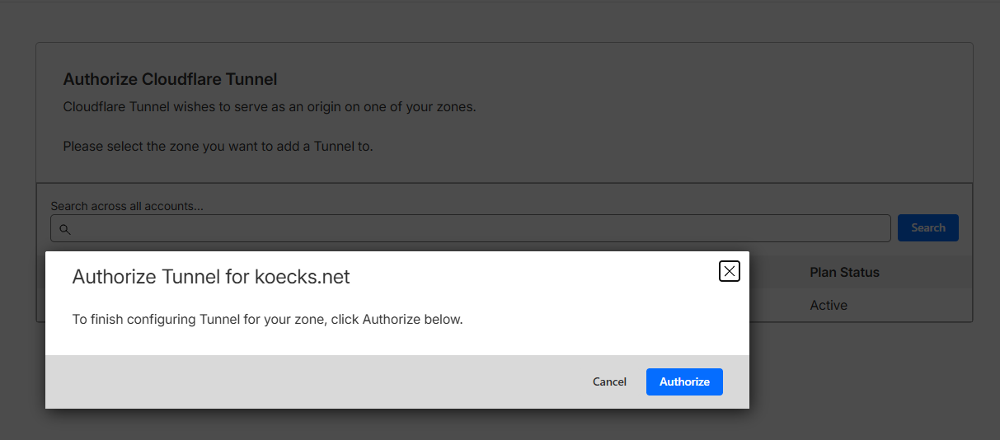 Authorize Cloudflare Tunnel
Cloudflare Tunnel wishes to serve as an origin on one of your zones.
Please select the zone you want to add a Tunnel to.
Search across all accounts...
Search
Plan Status
Active
Authorize Tunnel for koecks.net
To finish configuring Tunnel for your zone, click Authorize below.
Cancel
Authorize